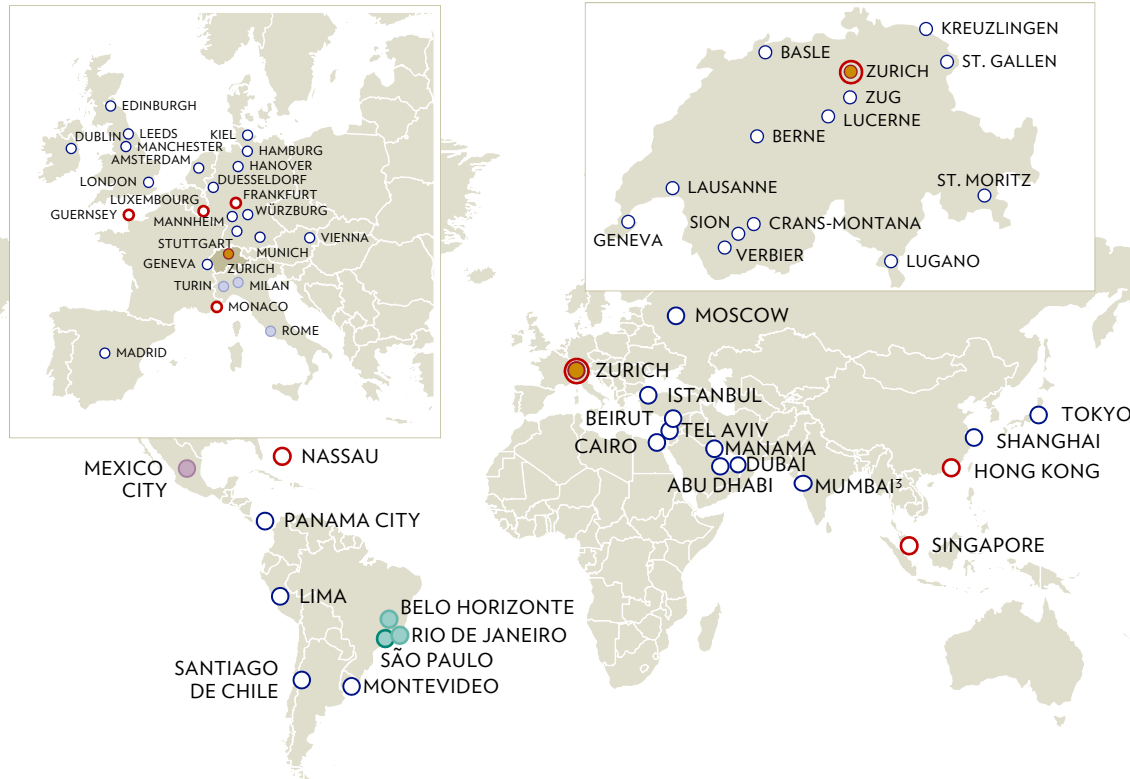 EDINBURGH
DUBLIN
LEEDS
MANCHESTER
AMSTERDAM
KIEL
HAMBURG
HANOVER
DUESSELDORF
LONDON
LUXEMBOURG
FRANKFURT
GUERNSEY
MANNHEIM
WÜRZBURG
STUTTGART
MUNICH
VIENNA
GENEVA
ZURICH
TURIN
MILAN
MONACO
ROME
MADRID
KREUZLINGEN
BASLE
ST. GALLEN
ZURICH
ZUG
LUCERNE
BERNE
ST. MORITZ
LAUSANNE
SION
CRANS-MONTANA
GENEVA
VERBIER
LUGANO
MOSCOW
ZURICH
ISTANBUL
BEIRUT
TEL AVIV
CAIRO
MANAMA
DUBAI
ABU DHABI
MUMBAI³
TOKYO
SHANGHAI
HONG KONG
SINGAPORE
MEXICO
CITY
NASSAU
PANAMA CITY
LIMA
BELO HORIZONTE
RIO DE JANEIRO
SÃO PAULO
SANTIAGO
DE CHILE
MONTEVIDEO